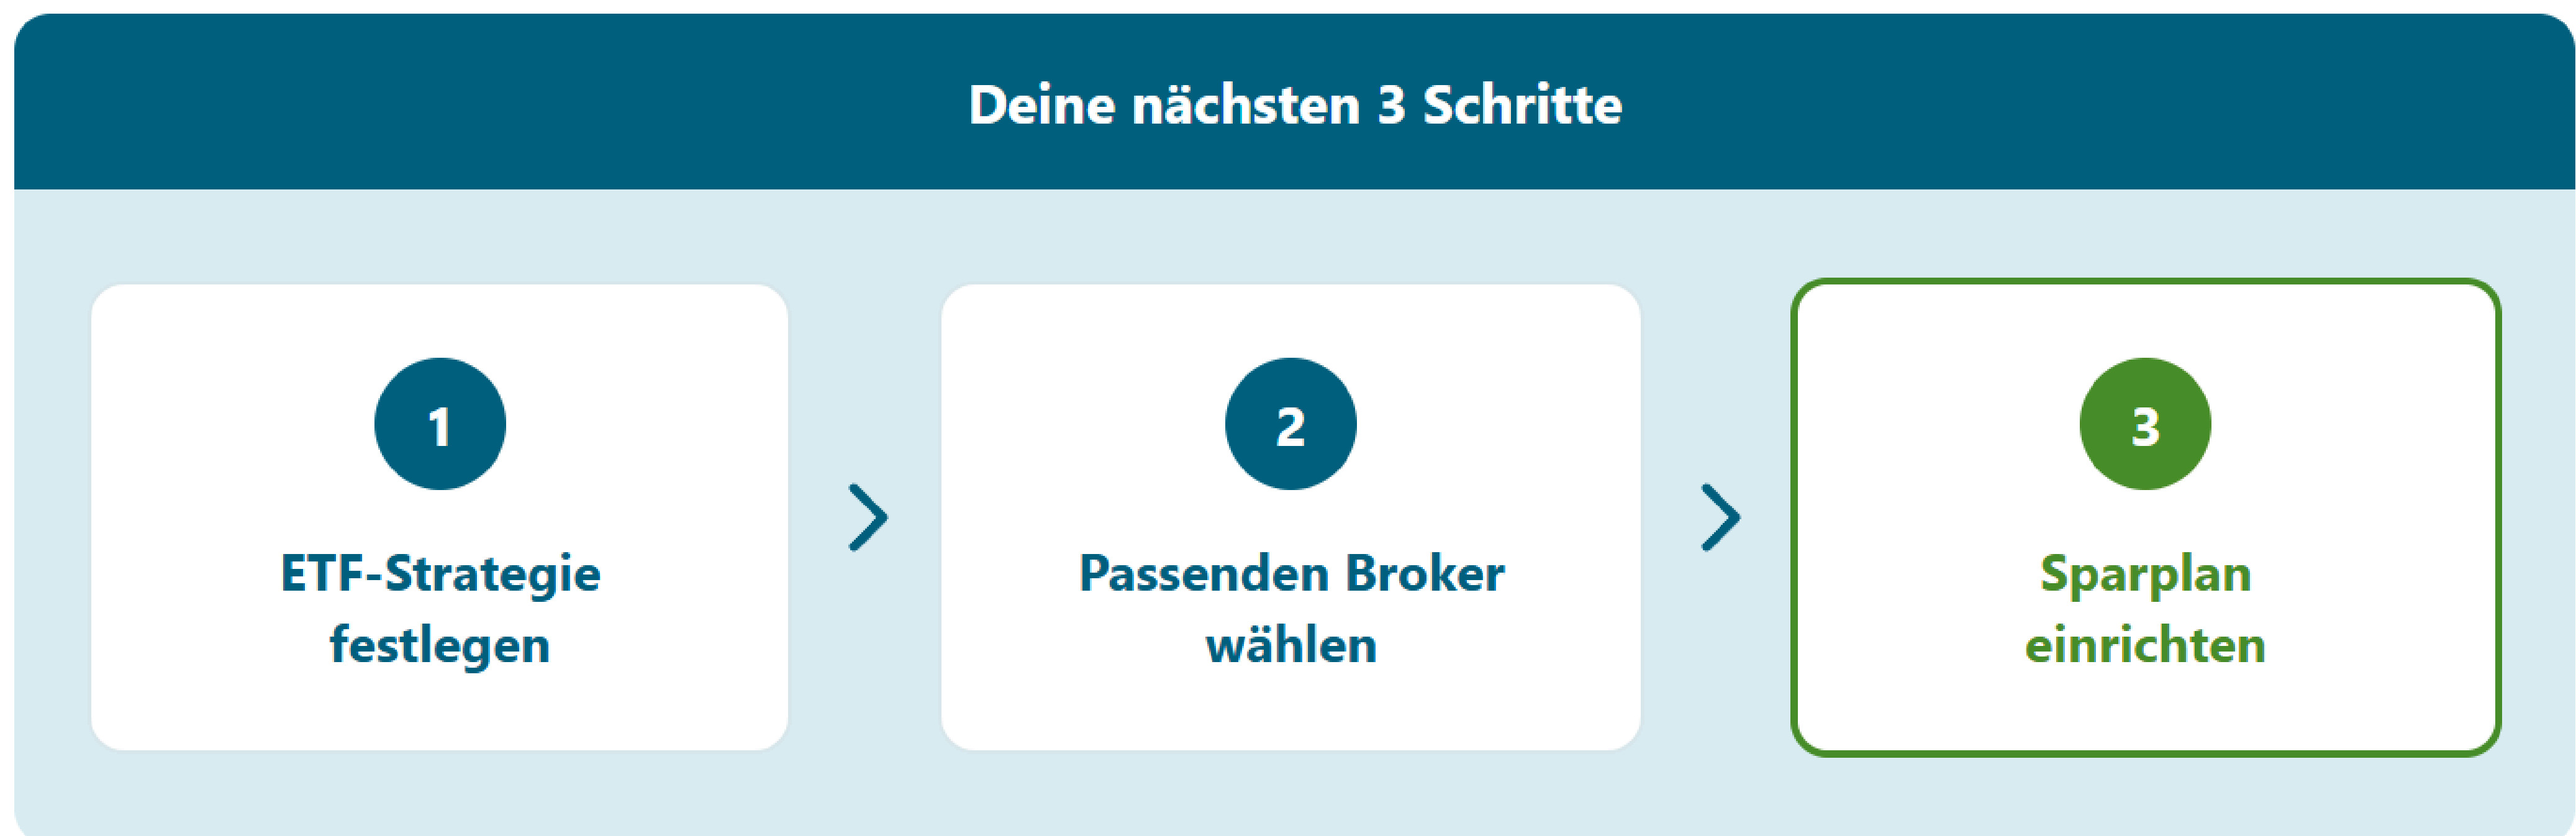 Deine nächsten 3 Schritte
1
ETF-Strategie
festlegen
2
Passenden Broker
wählen
3
Sparplan
einrichten